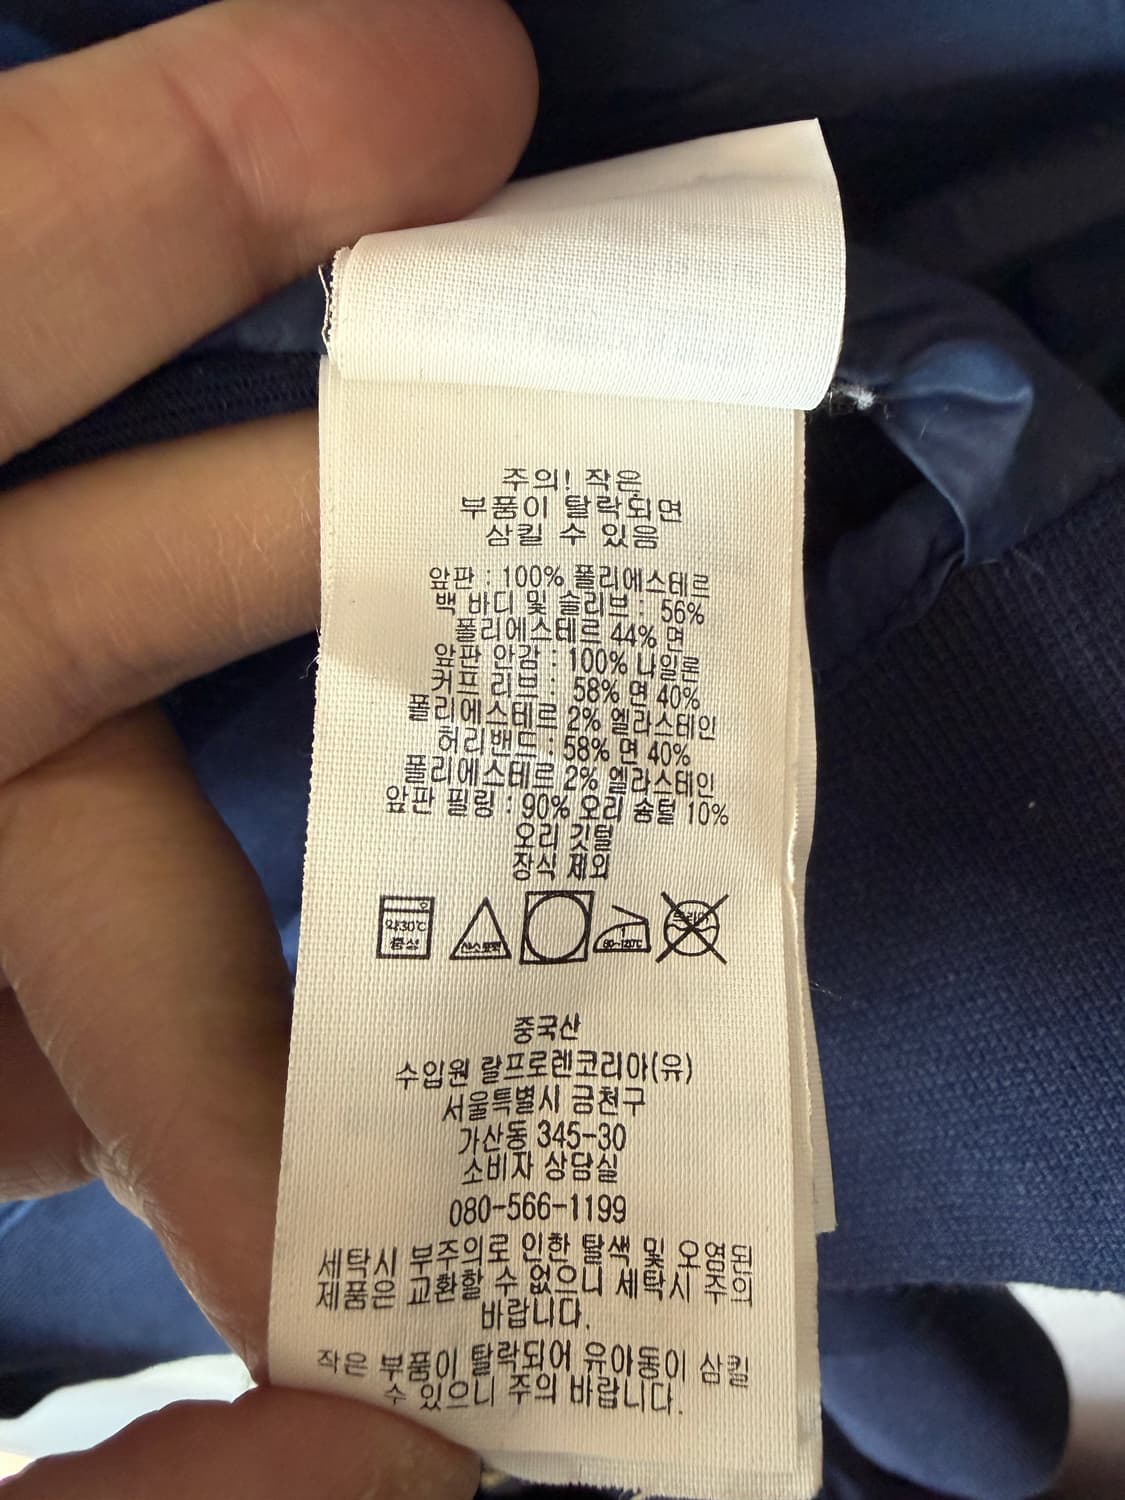 주의! 작은
부품이 탈락되면
삼킬 수 있음
앞판 : 100% 폴리에스테르
백 바디 및 슬리브 : 56%
폴리에스테르 44% 면
앞판 안감 : 100% 나일론
커프 리브 : 58% 면 40%
폴리에스테르 2% 엘라스테인
허리밴드 : 58% 면 40%
폴리에스테르 2% 엘라스테인
앞판 필링 : 90% 오리 솜털 10%
오리 깃털
장식 제외
약30℃
중성
산소표백
80~120℃
드라이
중국산
수입원 랄프로렌코리아(유)
서울특별시 금천구
가산동 345-30
소비자 상담실
080-566-1199
세탁시 부주의로 인한 탈색 및 오염된
제품은 교환할 수 없으니 세탁시 주의
바랍니다.
작은 부품이 탈락되어 유아동이 삼킬
수 있으니 주의 바랍니다.